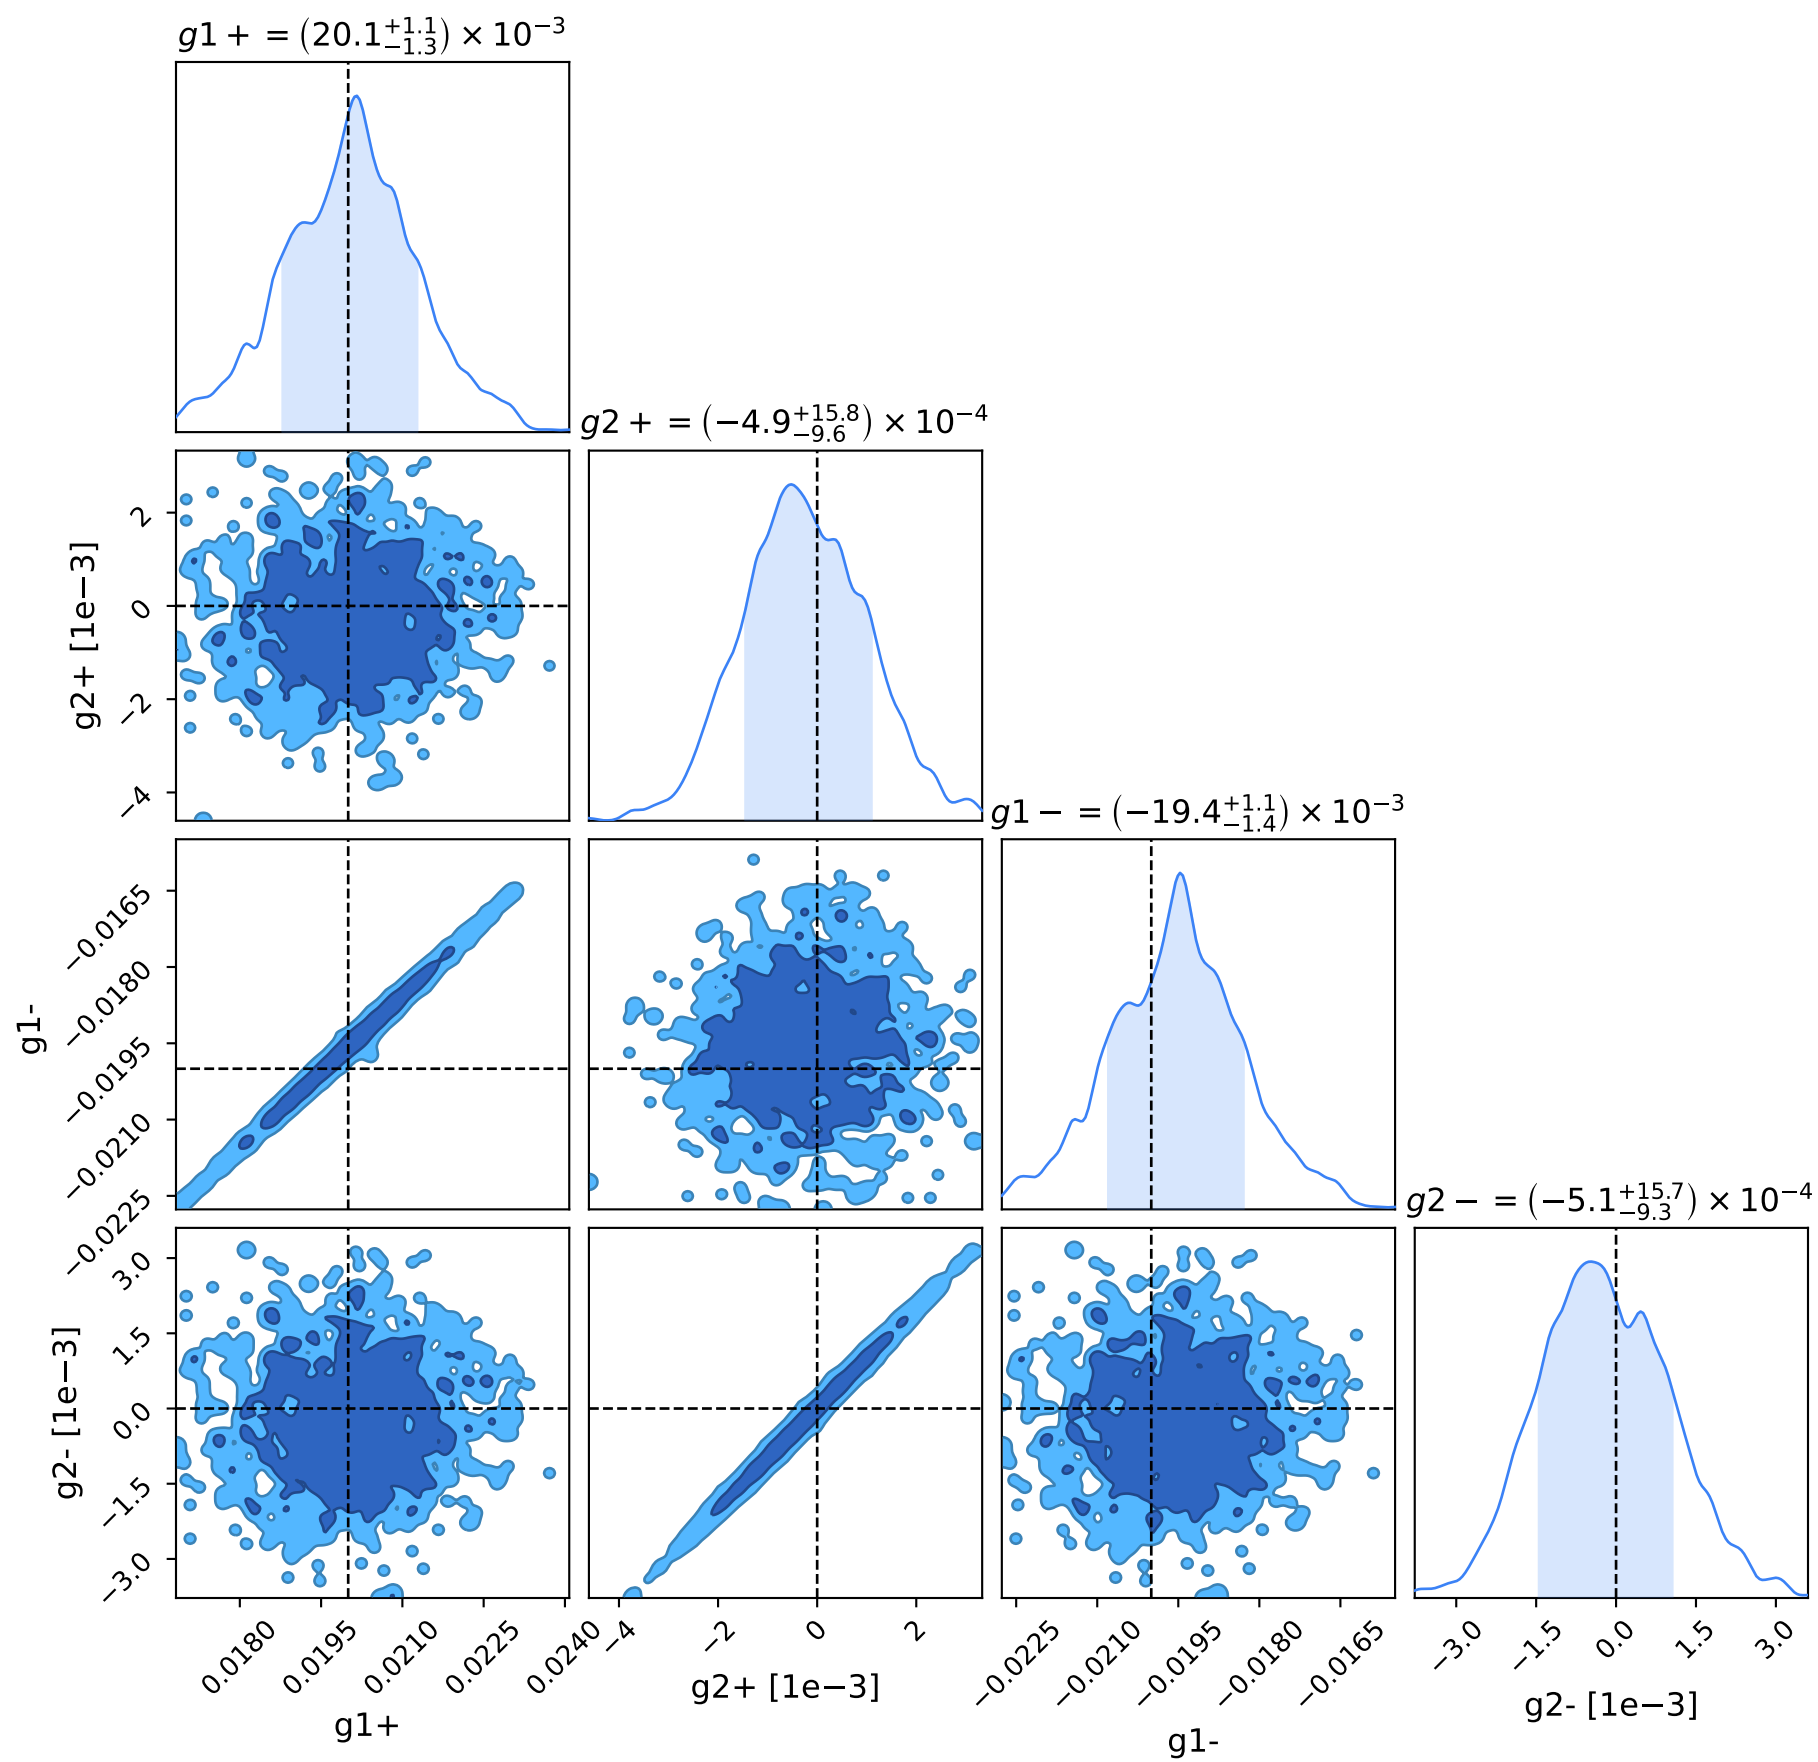 g1+ = (20.1 +1.1 −1.3) × 10−3
g2+ = (−4.9 +15.8 −9.6) × 10−4
2
0
−2
−4
g2+ [1e−3]
g1− = (−19.4 +1.1 −1.4) × 10−3
−0.0165
−0.0180
−0.0195
−0.0210
−0.0225
g1-
g2− = (−5.1 +15.7 −9.3) × 10−4
3.0
1.5
0.0
−1.5
−3.0
g2- [1e−3]
0.0180 0.0195 0.0210 0.0225 0.0240
g1+
−4 −2 0 2
g2+ [1e−3]
−0.0225 −0.0210 −0.0195 −0.0180 −0.0165
g1-
−3.0 −1.5 0.0 1.5 3.0
g2- [1e−3]